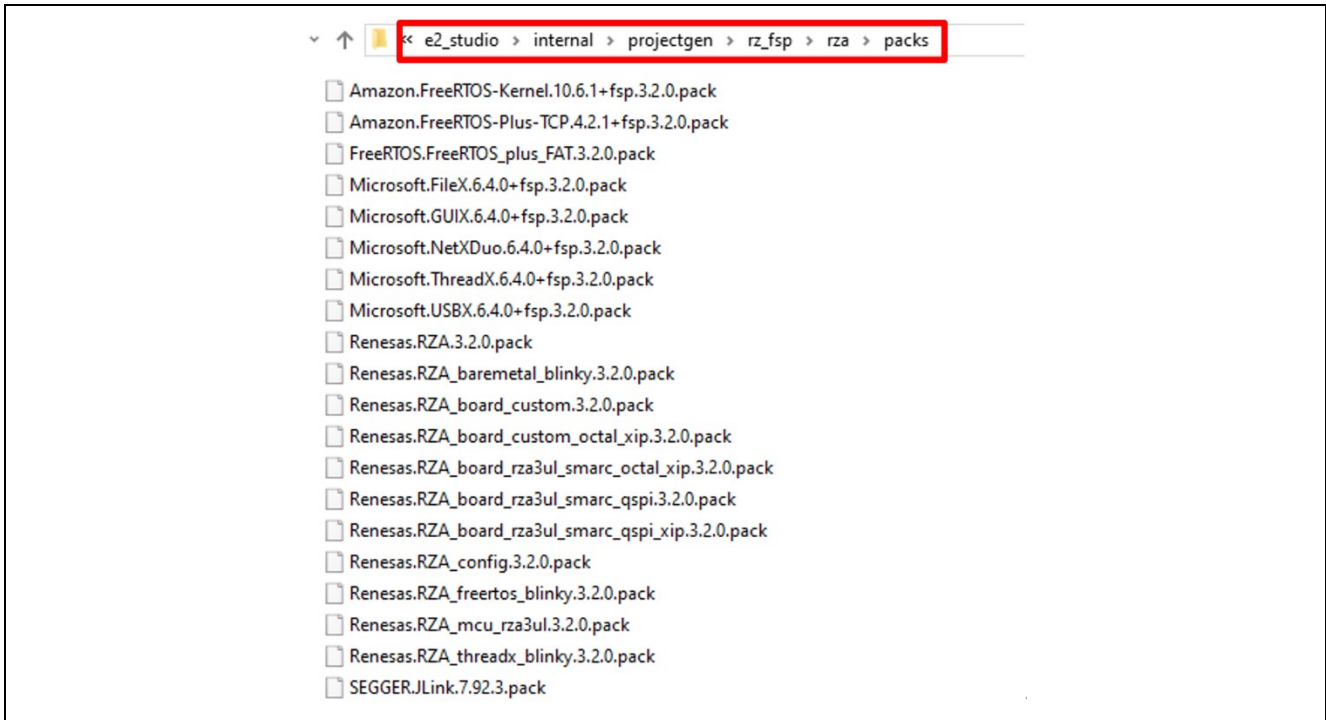 « e2_studio > internal > projectgen > rz_fsp > rza > packs
Amazon.FreeRTOS-Kernel.10.6.1+fsp.3.2.0.pack
Amazon.FreeRTOS-Plus-TCP.4.2.1+fsp.3.2.0.pack
FreeRTOS.FreeRTOS_plus_FAT.3.2.0.pack
Microsoft.FileX.6.4.0+fsp.3.2.0.pack
Microsoft.GUIX.6.4.0+fsp.3.2.0.pack
Microsoft.NetXDuo.6.4.0+fsp.3.2.0.pack
Microsoft.ThreadX.6.4.0+fsp.3.2.0.pack
Microsoft.USBX.6.4.0+fsp.3.2.0.pack
Renesas.RZA.3.2.0.pack
Renesas.RZA_baremetal_blinky.3.2.0.pack
Renesas.RZA_board_custom.3.2.0.pack
Renesas.RZA_board_custom_octal_xip.3.2.0.pack
Renesas.RZA_board_rza3ul_smarc_octal_xip.3.2.0.pack
Renesas.RZA_board_rza3ul_smarc_qspi.3.2.0.pack
Renesas.RZA_board_rza3ul_smarc_qspi_xip.3.2.0.pack
Renesas.RZA_config.3.2.0.pack
Renesas.RZA_freertos_blinky.3.2.0.pack
Renesas.RZA_mcu_rza3ul.3.2.0.pack
Renesas.RZA_threadx_blinky.3.2.0.pack
SEGGER.JLink.7.92.3.pack